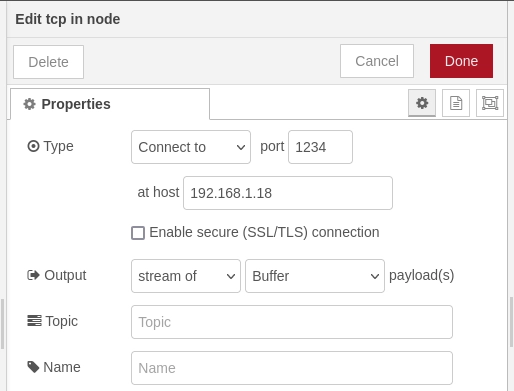 Edit tcp in node
Delete Cancel Done
Properties
Type Connect to port 1234
at host 192.168.1.18
Enable secure (SSL/TLS) connection
Output stream of Buffer payload(s)
Topic Topic
Name Name